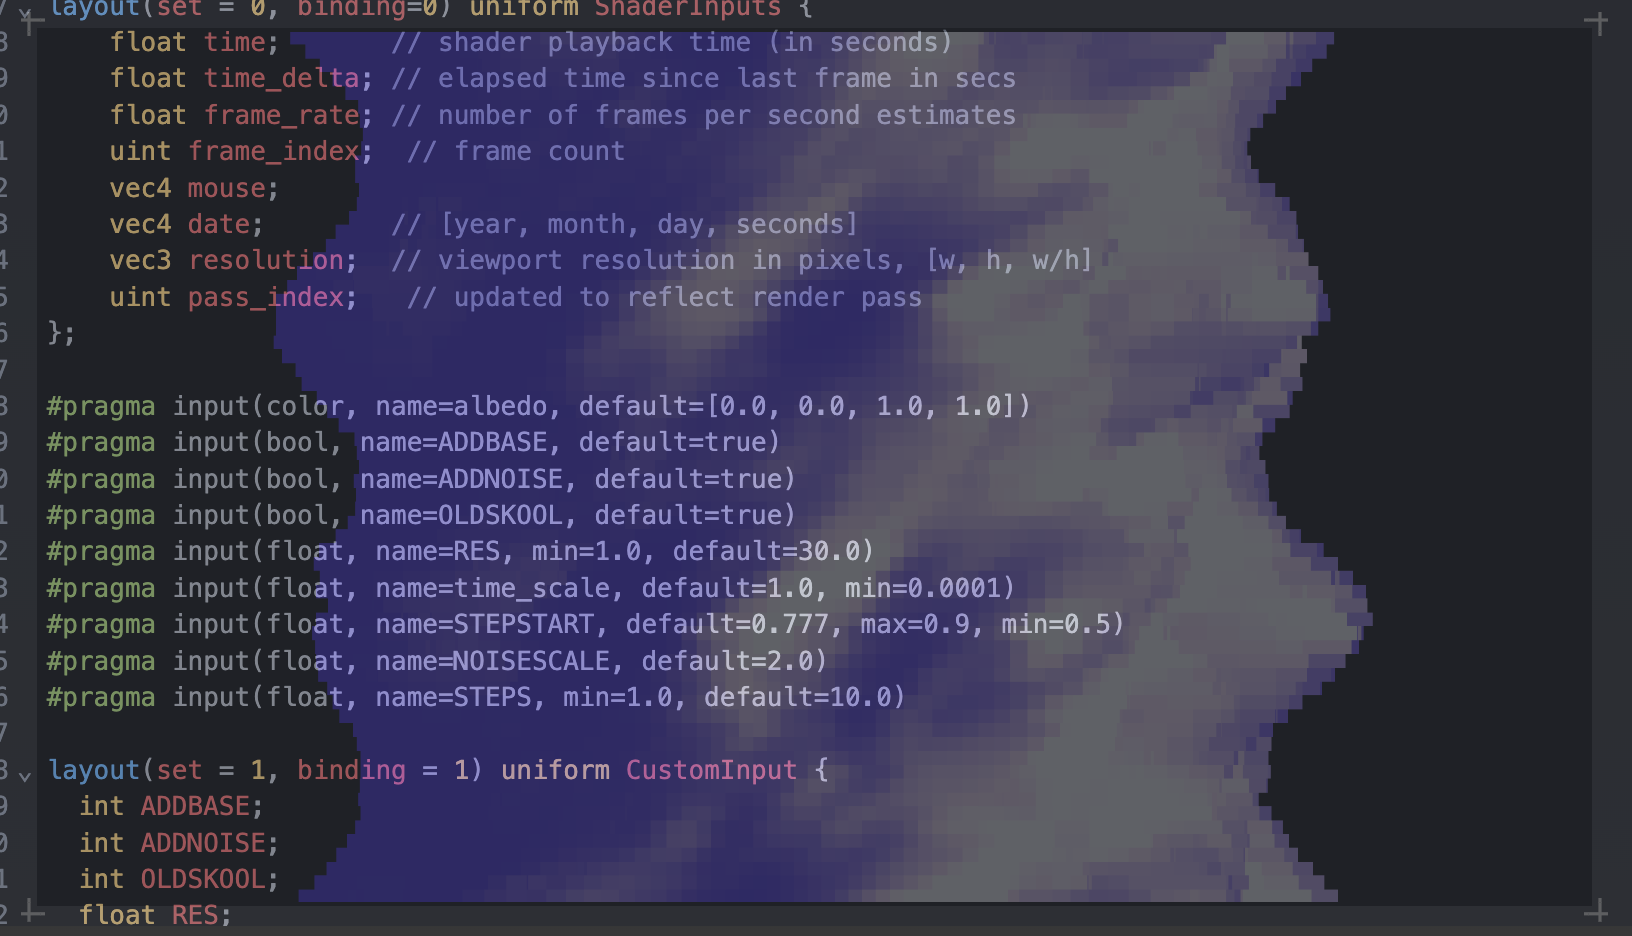 layout(set = 0, binding=0) uniform ShaderInputs {
float time; // shader playback time (in seconds)
float time_delta; // elapsed time since last frame in secs
float frame_rate; // number of frames per second estimates
uint frame_index; // frame count
vec4 mouse;
vec4 date; // [year, month, day, seconds]
vec3 resolution; // viewport resolution in pixels, [w, h, w/h]
uint pass_index; // updated to reflect render pass
};
#pragma input(color, name=albedo, default=[0.0, 0.0, 1.0, 1.0])
#pragma input(bool, name=ADDBASE, default=true)
#pragma input(bool, name=ADDNOISE, default=true)
#pragma input(bool, name=OLDSKOOL, default=true)
#pragma input(float, name=RES, min=1.0, default=30.0)
#pragma input(float, name=time_scale, default=1.0, min=0.0001)
#pragma input(float, name=STEPSTART, default=0.777, max=0.9, min=0.5)
#pragma input(float, name=NOISESCALE, default=2.0)
#pragma input(float, name=STEPS, min=1.0, default=10.0)
layout(set = 1, binding = 1) uniform CustomInput {
int ADDBASE;
int ADDNOISE;
int OLDSKOOL;
float RES;